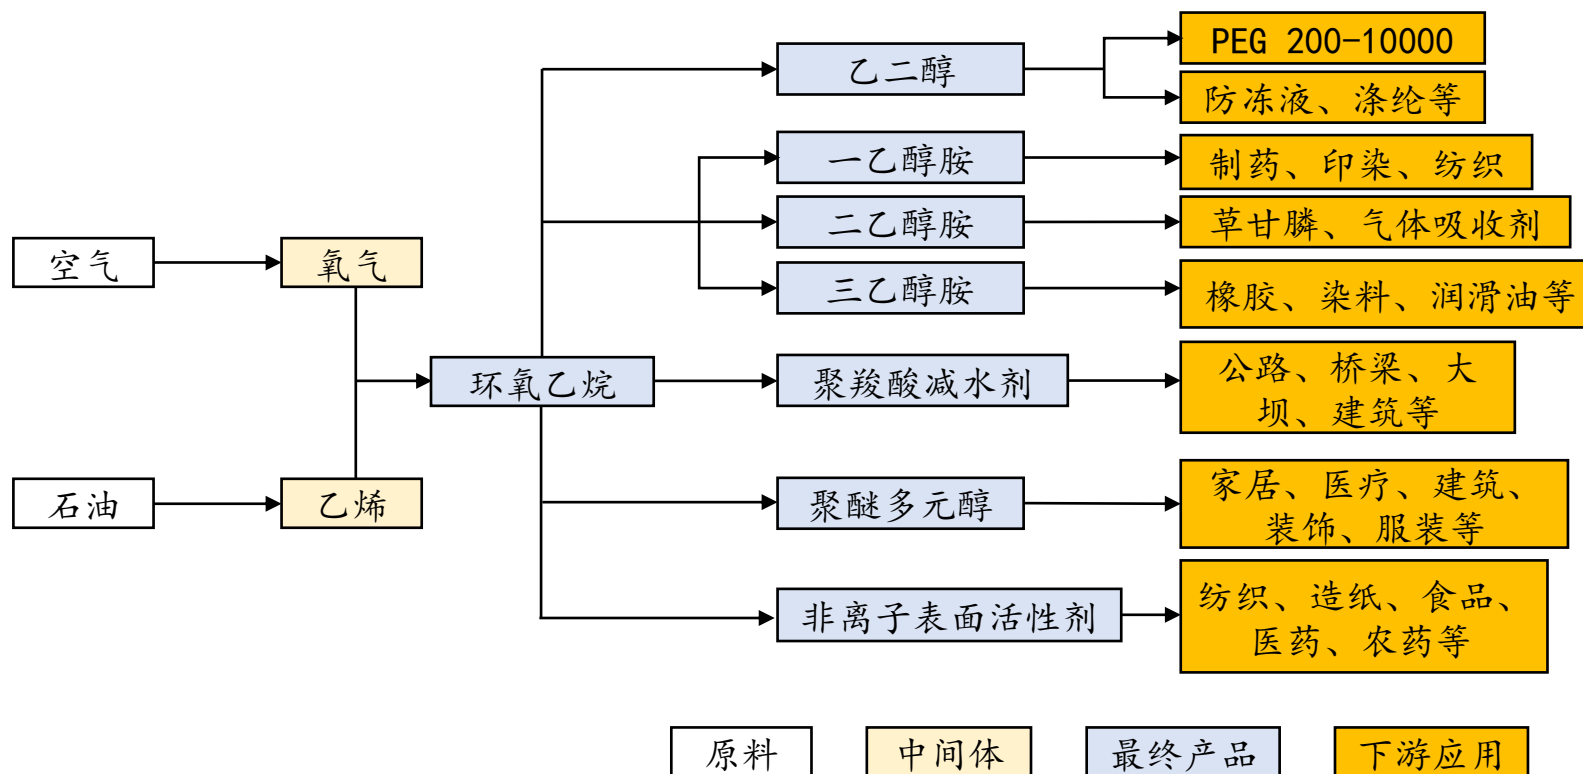 PEG 200-10000
乙二醇
防冻液、涤纶等
一乙醇胺
制药、印染、纺织
二乙醇胺
草甘膦、气体吸收剂
空气
氧气
三乙醇胺
橡胶、染料、润滑油等
环氧乙烷
聚羧酸减水剂
公路、桥梁、大
坝、建筑等
石油
乙烯
聚醚多元醇
家居、医疗、建筑、
装饰、服装等
非离子表面活性剂
纺织、造纸、食品、
医药、农药等
原料
中间体
最终产品
下游应用